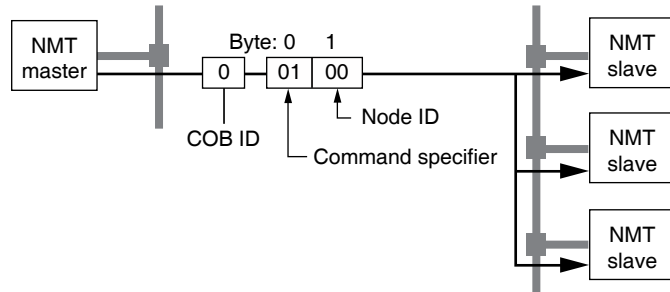 NMT
master
Byte: 0 1
0
01 00
COB ID
Node ID
Command specifier
NMT
slave
NMT
slave
NMT
slave